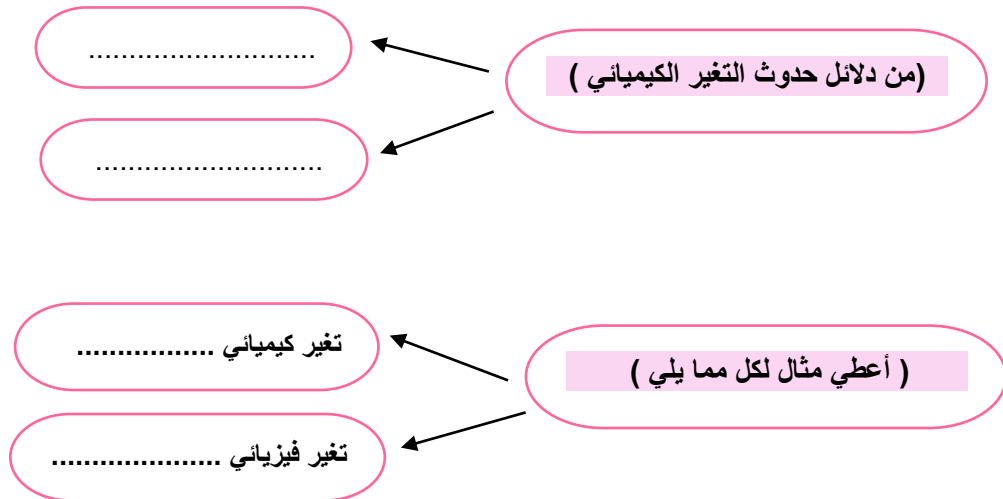 (من دلائل حدوث التغير الكيميائي )
............................
............................
( أعطي مثال لكل مما يلي )
تغير كيميائي .................
تغير فيزيائي .....................